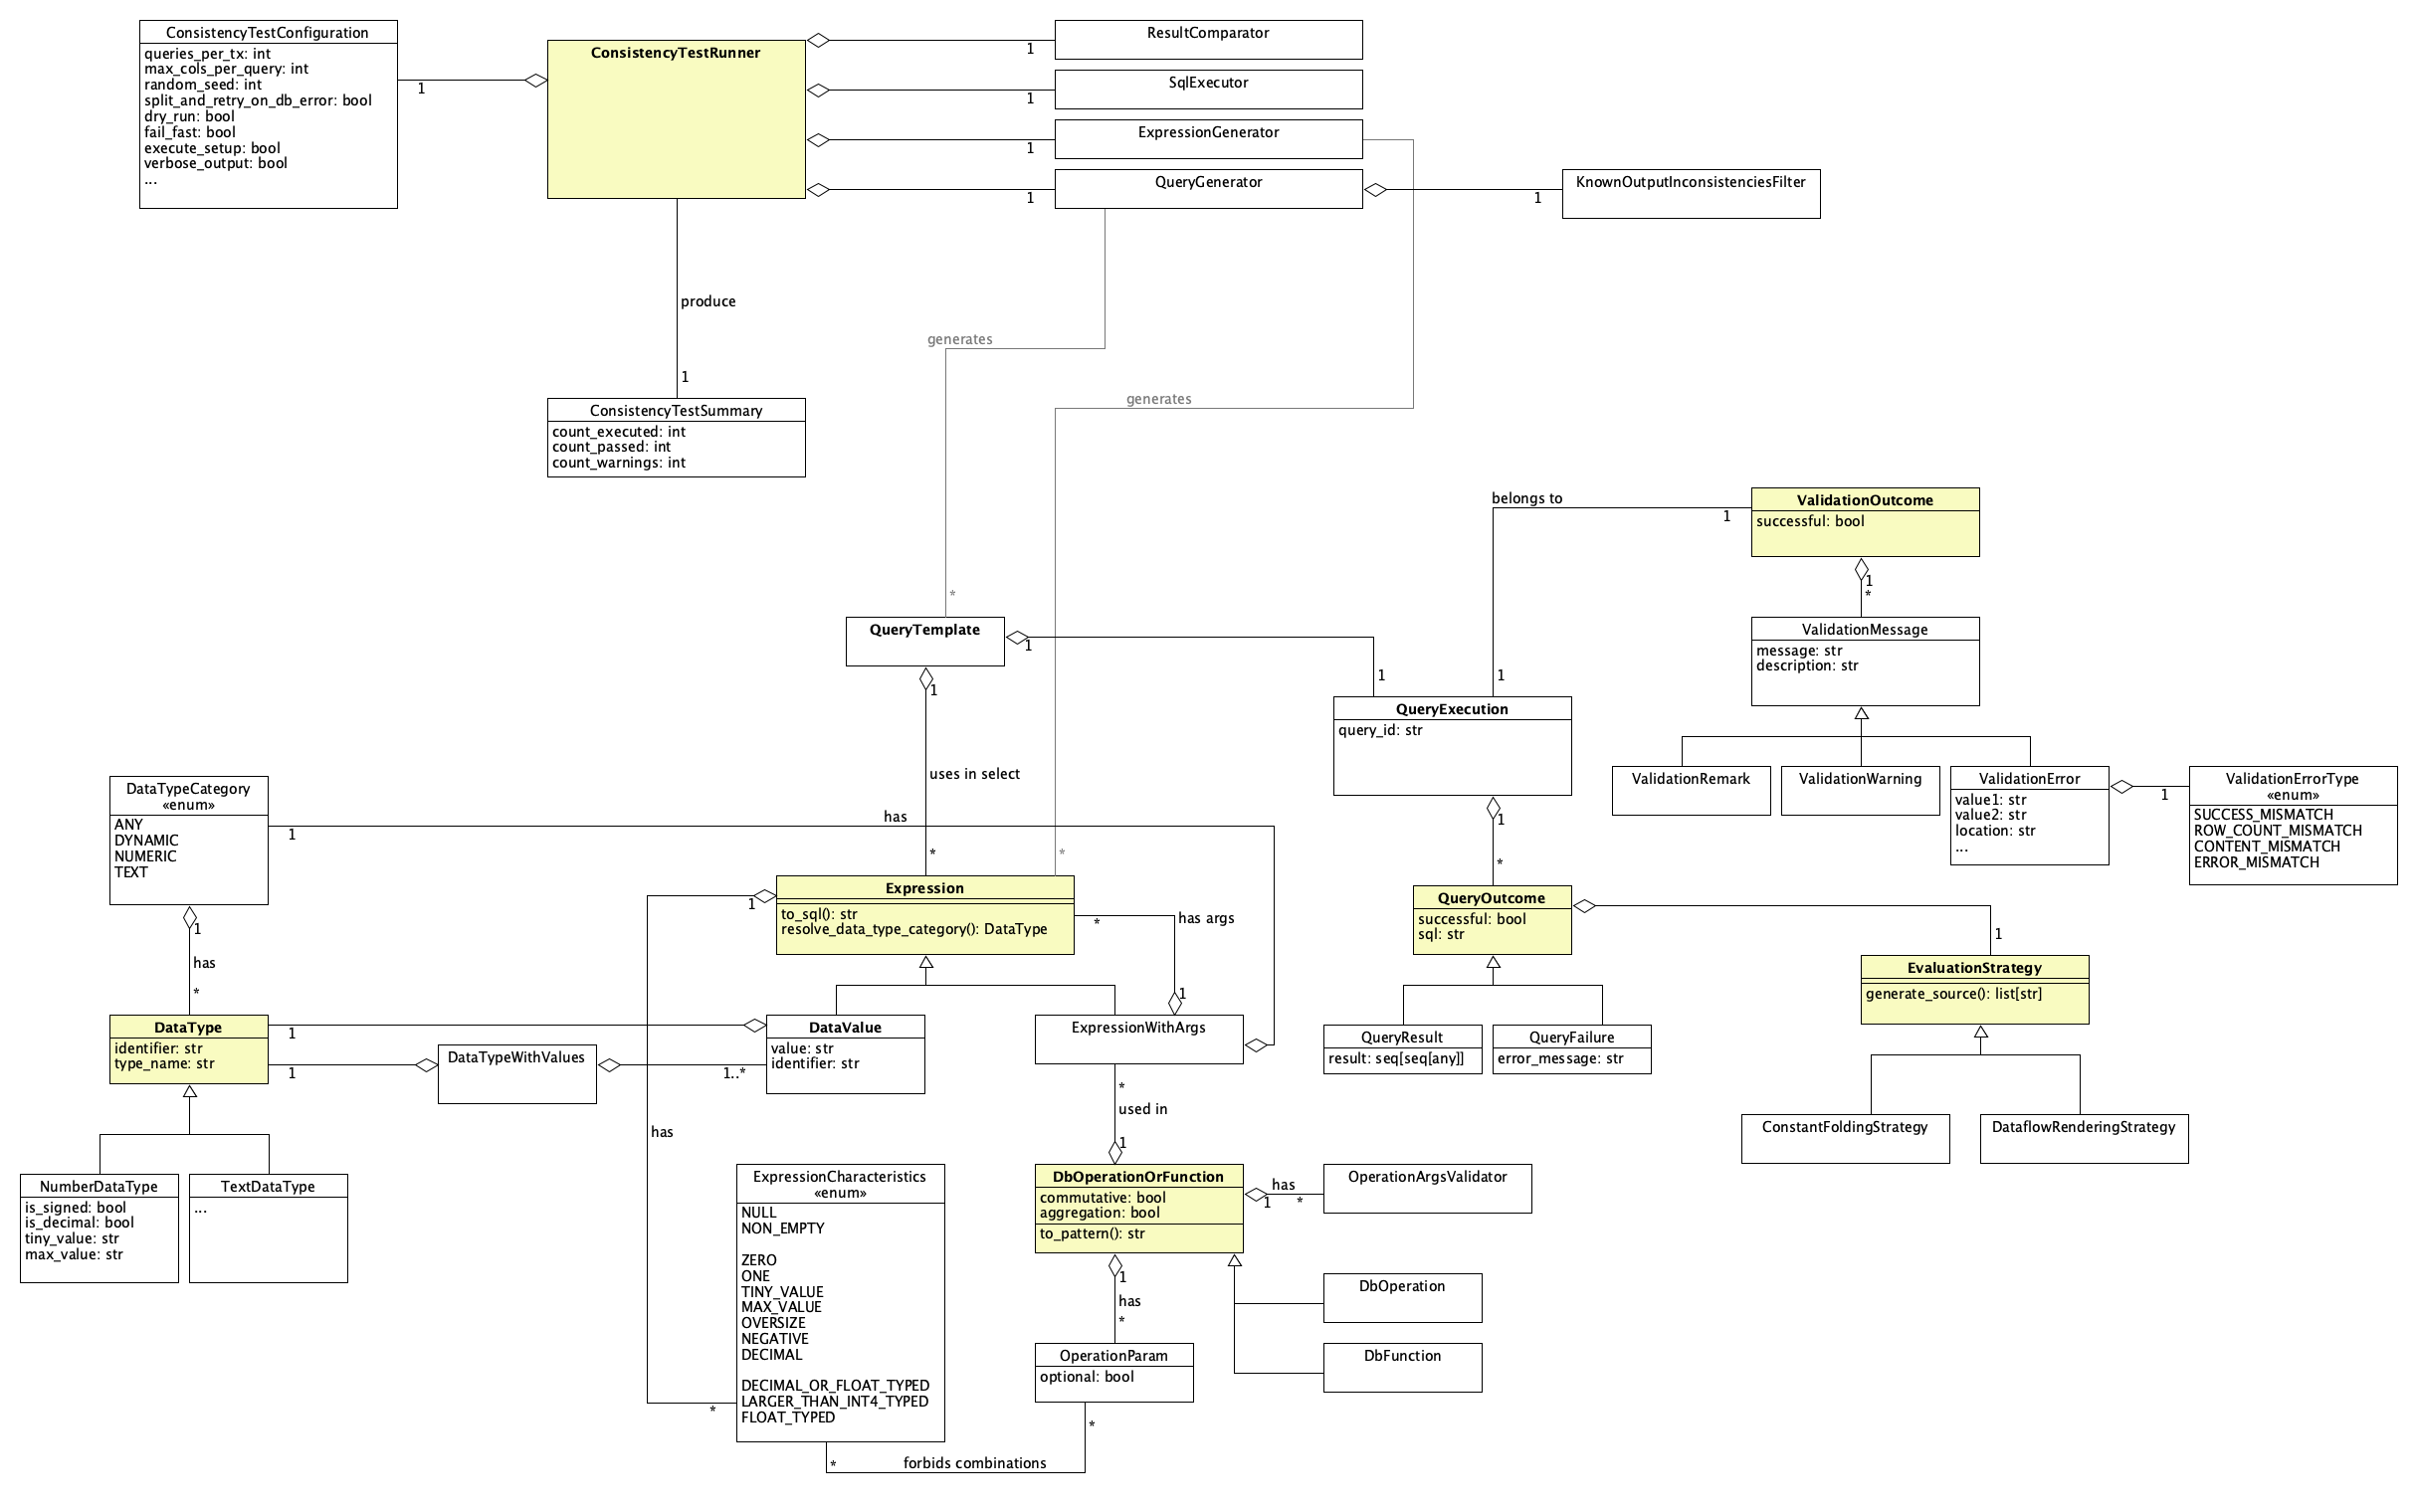 ConsistencyTestConfiguration
queries_per_tx: int
max_cols_per_query: int
random_seed: int
split_and_retry_on_db_error: bool
dry_run: bool
fail_fast: bool
execute_setup: bool
verbose_output: bool
...
1
ConsistencyTestRunner
1
ResultComparator
1
SqlExecutor
1
ExpressionGenerator
1
QueryGenerator
1
KnownOutputInconsistenciesFilter
produce
1
generates
generates
ConsistencyTestSummary
count_executed: int
count_passed: int
count_warnings: int
belongs to
1
ValidationOutcome
successful: bool
1
*
*
QueryTemplate
1
1
1
1
ValidationMessage
message: str
description: str
QueryExecution
query_id: str
uses in select
ValidationRemark
ValidationWarning
ValidationError
value1: str
value2: str
location: str
...
1
ValidationErrorType
«enum»
SUCCESS_MISMATCH
ROW_COUNT_MISMATCH
CONTENT_MISMATCH
ERROR_MISMATCH
DataTypeCategory
«enum»
ANY
DYNAMIC
NUMERIC
TEXT
has
1
1
*
*
*
1
Expression
to_sql(): str
resolve_data_type_category(): DataType
1
*
has args
QueryOutcome
successful: bool
sql: str
1
1
has
*
EvaluationStrategy
generate_source(): list[str]
1
DataType
identifier: str
type_name: str
1
1
DataTypeWithValues
1..*
DataValue
value: str
identifier: str
ExpressionWithArgs
QueryResult
result: seq[seq[any]]
QueryFailure
error_message: str
*
used in
1
has
ConstantFoldingStrategy
DataflowRenderingStrategy
NumberDataType
is_signed: bool
is_decimal: bool
tiny_value: str
max_value: str
TextDataType
...
ExpressionCharacteristics
«enum»
NULL
NON_EMPTY
ZERO
ONE
TINY_VALUE
MAX_VALUE
OVERSIZE
NEGATIVE
DECIMAL
DECIMAL_OR_FLOAT_TYPED
LARGER_THAN_INT4_TYPED
FLOAT_TYPED
*
DbOperationOrFunction
commutative: bool
aggregation: bool
to_pattern(): str
has
1
*
OperationArgsValidator
1
has
*
DbOperation
DbFunction
OperationParam
optional: bool
*
*
forbids combinations